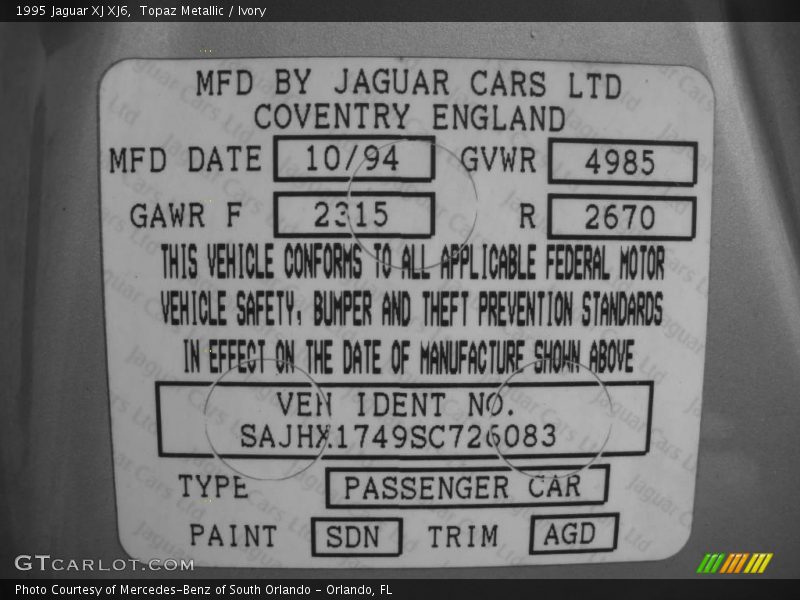 1995 Jaguar XJ XJ6, Topaz Metallic / Ivory
MFD BY JAGUAR CARS LTD
COVENTRY ENGLAND
MFD DATE 10/94 GVWR 4985
GAWR F 2315 R 2670
THIS VEHICLE CONFORMS TO ALL APPLICABLE FEDERAL MOTOR
VEHICLE SAFETY, BUMPER AND THEFT PREVENTION STANDARDS
IN EFFECT ON THE DATE OF MANUFACTURE SHOWN ABOVE
VEH IDENT NO.
SAJHX1749SC726083
TYPE PASSENGER CAR
PAINT SDN TRIM AGD
GTCARLOT.COM
Photo Courtesy of Mercedes-Benz of South Orlando - Orlando, FL